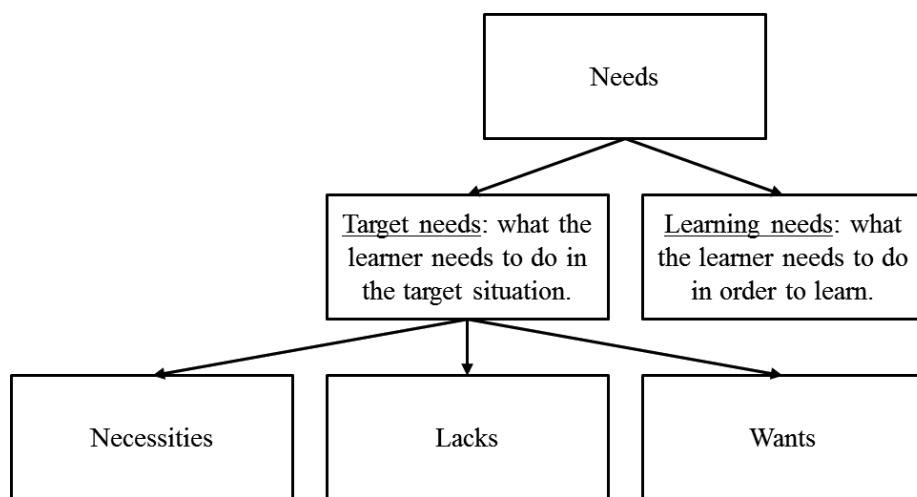 Needs
Target needs: what the
learner needs to do in
the target situation.
Learning needs: what
the learner needs to do
in order to learn.
Necessities
Lacks
Wants